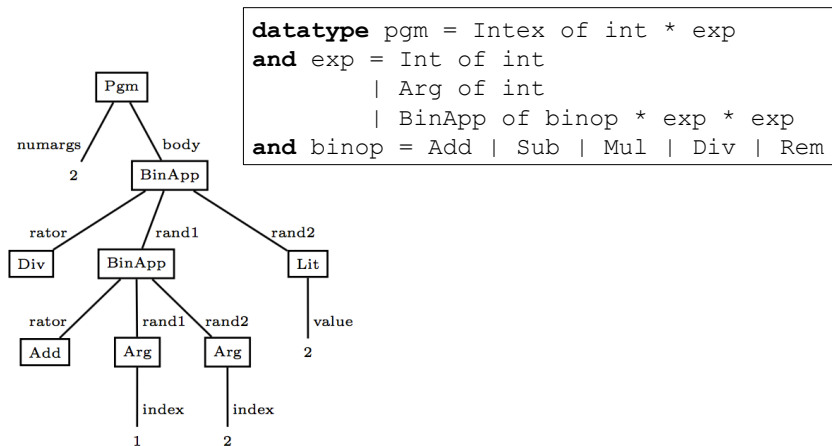 datatype pgm = Intex of int * exp
and exp = Int of int
| Arg of int
| BinApp of binop * exp * exp
and binop = Add | Sub | Mul | Div | Rem
Pgm
numargs body
2
BinApp
rator rand1 rand2
Div BinApp Lit
rator rand1 rand2 value
Add Arg Arg 2
index index
1 2